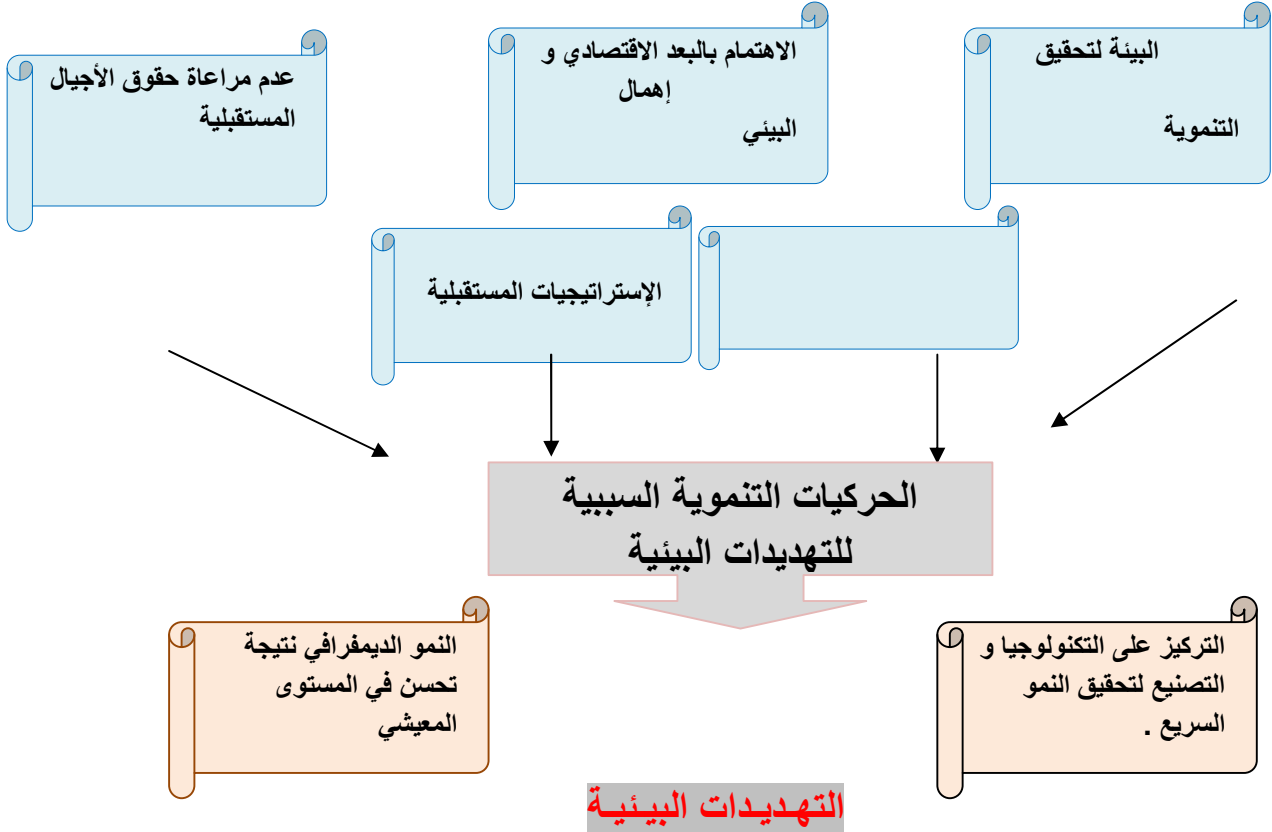 البيئة لتحقيق
التنموية
الاهتمام بالبعد الاقتصادي و
إهمال
البيئي
عدم مراعاة حقوق الأجيال
المستقبلية
الإستراتيجيات المستقبلية
الحركيات التنموية السببية
للتهديدات البيئية
التركيز على التكنولوجيا و
التصنيع لتحقيق النمو
السريع .
النمو الديمغرافي نتيجة
تحسن في المستوى
المعيشي
التهـديـدات البيـئيـة